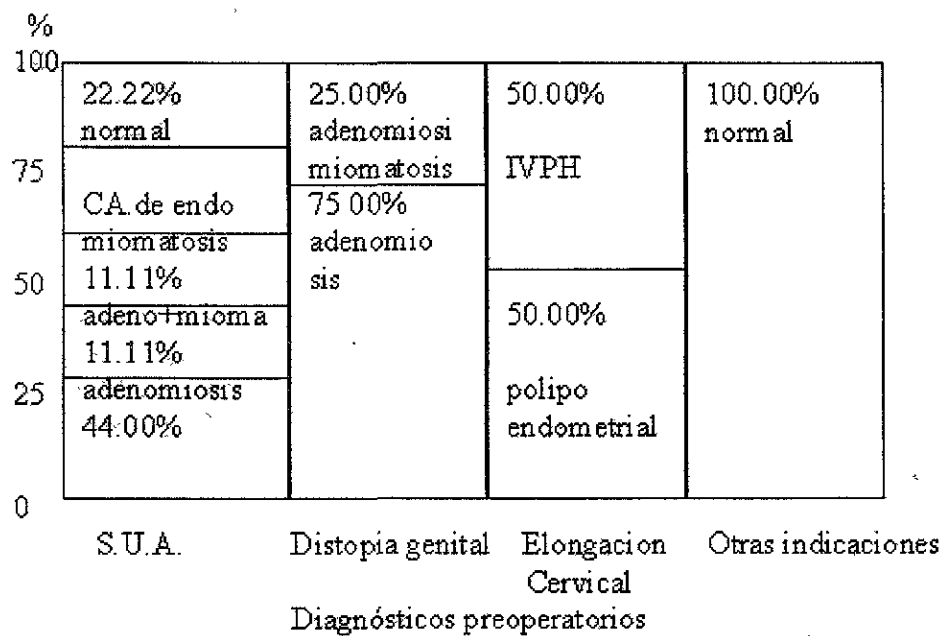 %
100
75
50
25
0
22.22%
normal
CA.de endo
miomatosis
11.11%
adeno+mioma
11.11%
adenomiosis
44.00%
25.00%
adenomiosi
miomatosis
75 00%
adenomio
sis
50.00%
IVPH
50.00%
polipo
endometrial
100.00%
normal
S.U.A.
Distopia genital
Elongacion
Cervical
Otras indicaciones
Diagnósticos preoperatorios